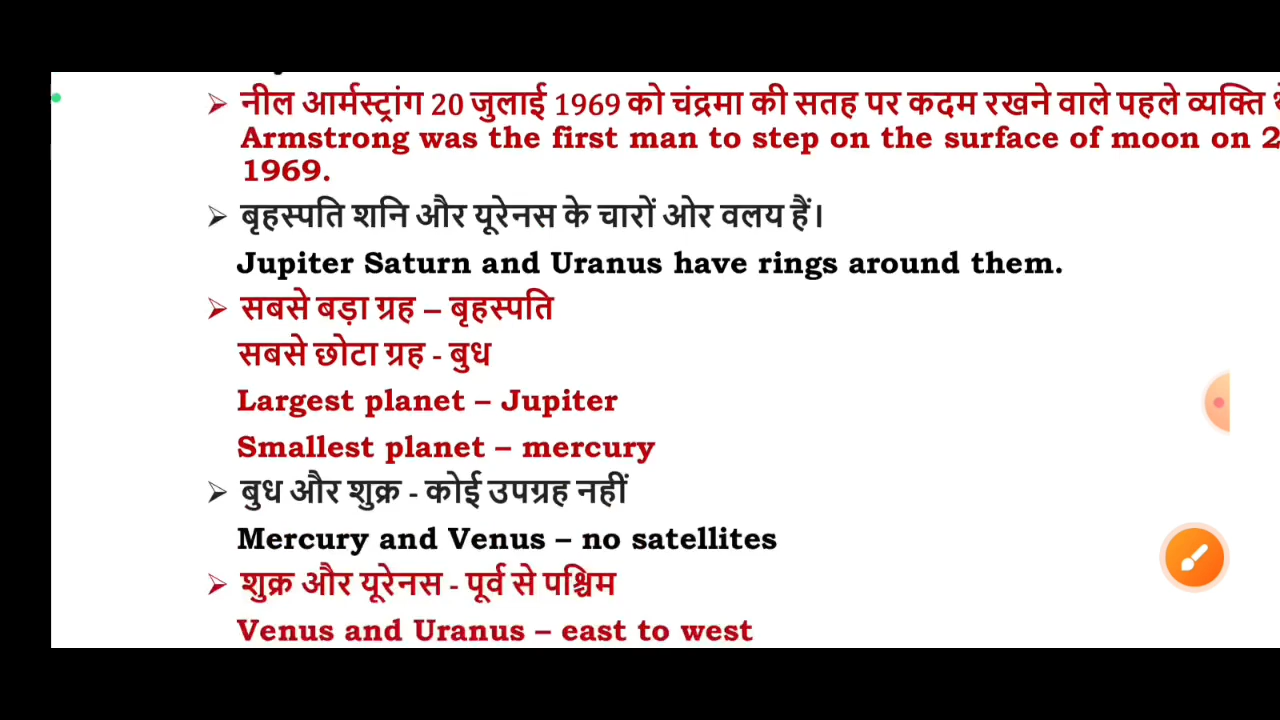 नील आर्मस्ट्रांग 20 जुलाई 1969 को चंद्रमा की सतह पर कदम रखने वाले पहले व्यक्ति
Armstrong was the first man to step on the surface of moon on
1969.
बृहस्पति शनि और यूरेनस के चारों ओर वलय हैं।
Jupiter Saturn and Uranus have rings around them.
सबसे बड़ा ग्रह – बृहस्पति
सबसे छोटा ग्रह - बुध
Largest planet – Jupiter
Smallest planet – mercury
बुध और शुक्र - कोई उपग्रह नहीं
Mercury and Venus – no satellites
शुक्र और यूरेनस - पूर्व से पश्चिम
Venus and Uranus – east to west